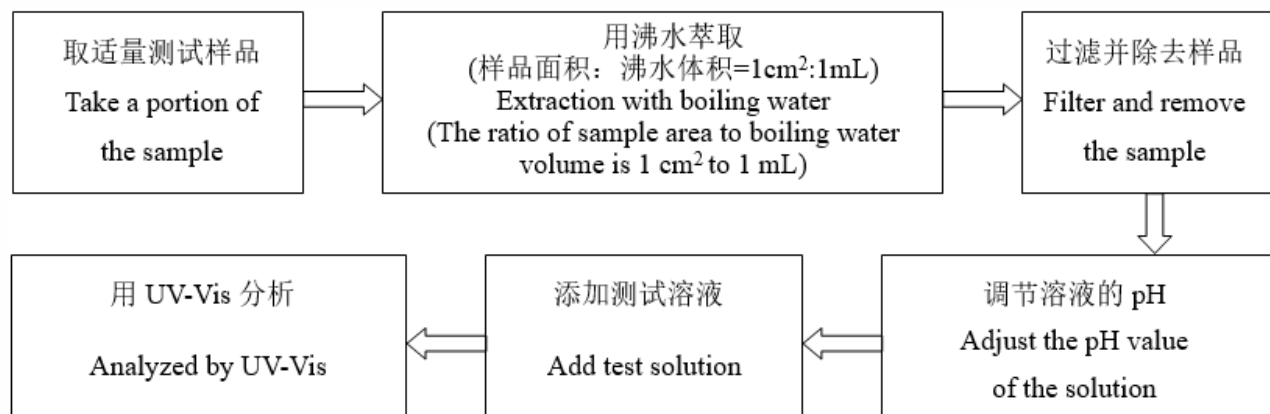 取适量测试样品
Take a portion of
the sample
用沸水萃取
(样品面积：沸水体积=1cm²:1mL)
Extraction with boiling water
(The ratio of sample area to boiling water
volume is 1 cm² to 1 mL)
过滤并除去样品
Filter and remove
the sample
调节溶液的 pH
Adjust the pH value
of the solution
添加测试溶液
Add test solution
用 UV-Vis 分析
Analyzed by UV-Vis